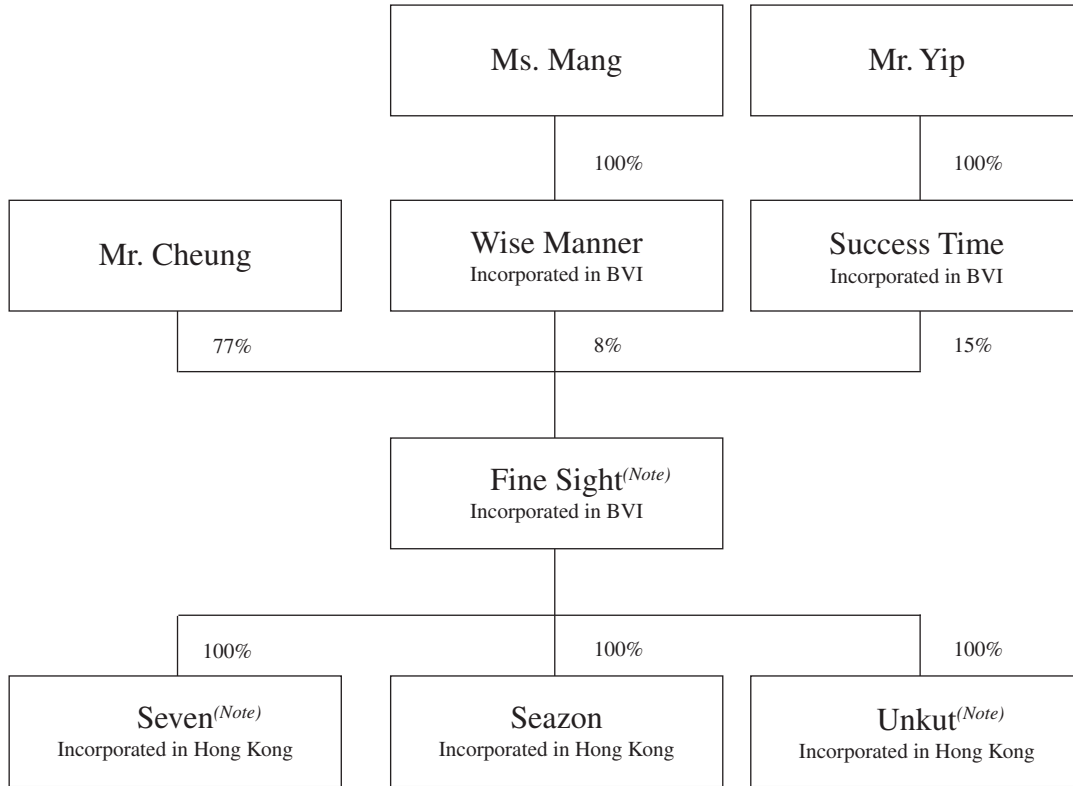 Ms. Mang
Mr. Yip
100%
100%
Mr. Cheung
Wise Manner
Incorporated in BVI
Success Time
Incorporated in BVI
77%
8%
15%
Fine Sight(Note)
Incorporated in BVI
100%
100%
100%
Seven(Note)
Incorporated in Hong Kong
Seazon
Incorporated in Hong Kong
Unkut(Note)
Incorporated in Hong Kong